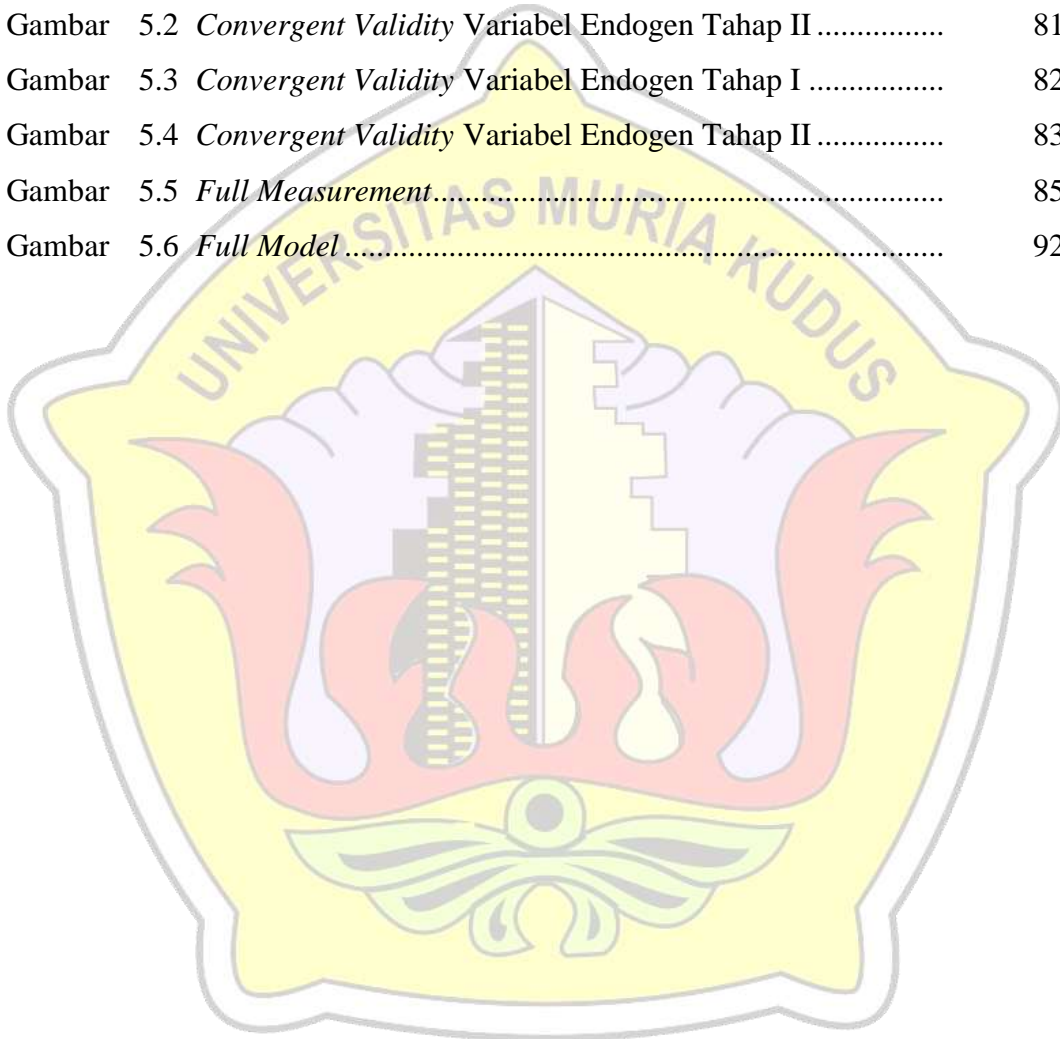 Gambar 5.2 Convergent Validity Variabel Endogen Tahap II ............... 81
Gambar 5.3 Convergent Validity Variabel Endogen Tahap I ................ 82
Gambar 5.4 Convergent Validity Variabel Endogen Tahap II ............... 83
Gambar 5.5 Full Measurement ............................................................. 85
Gambar 5.6 Full Model ....................................................................... 92
UNIVERSITAS MURIA KUDUS